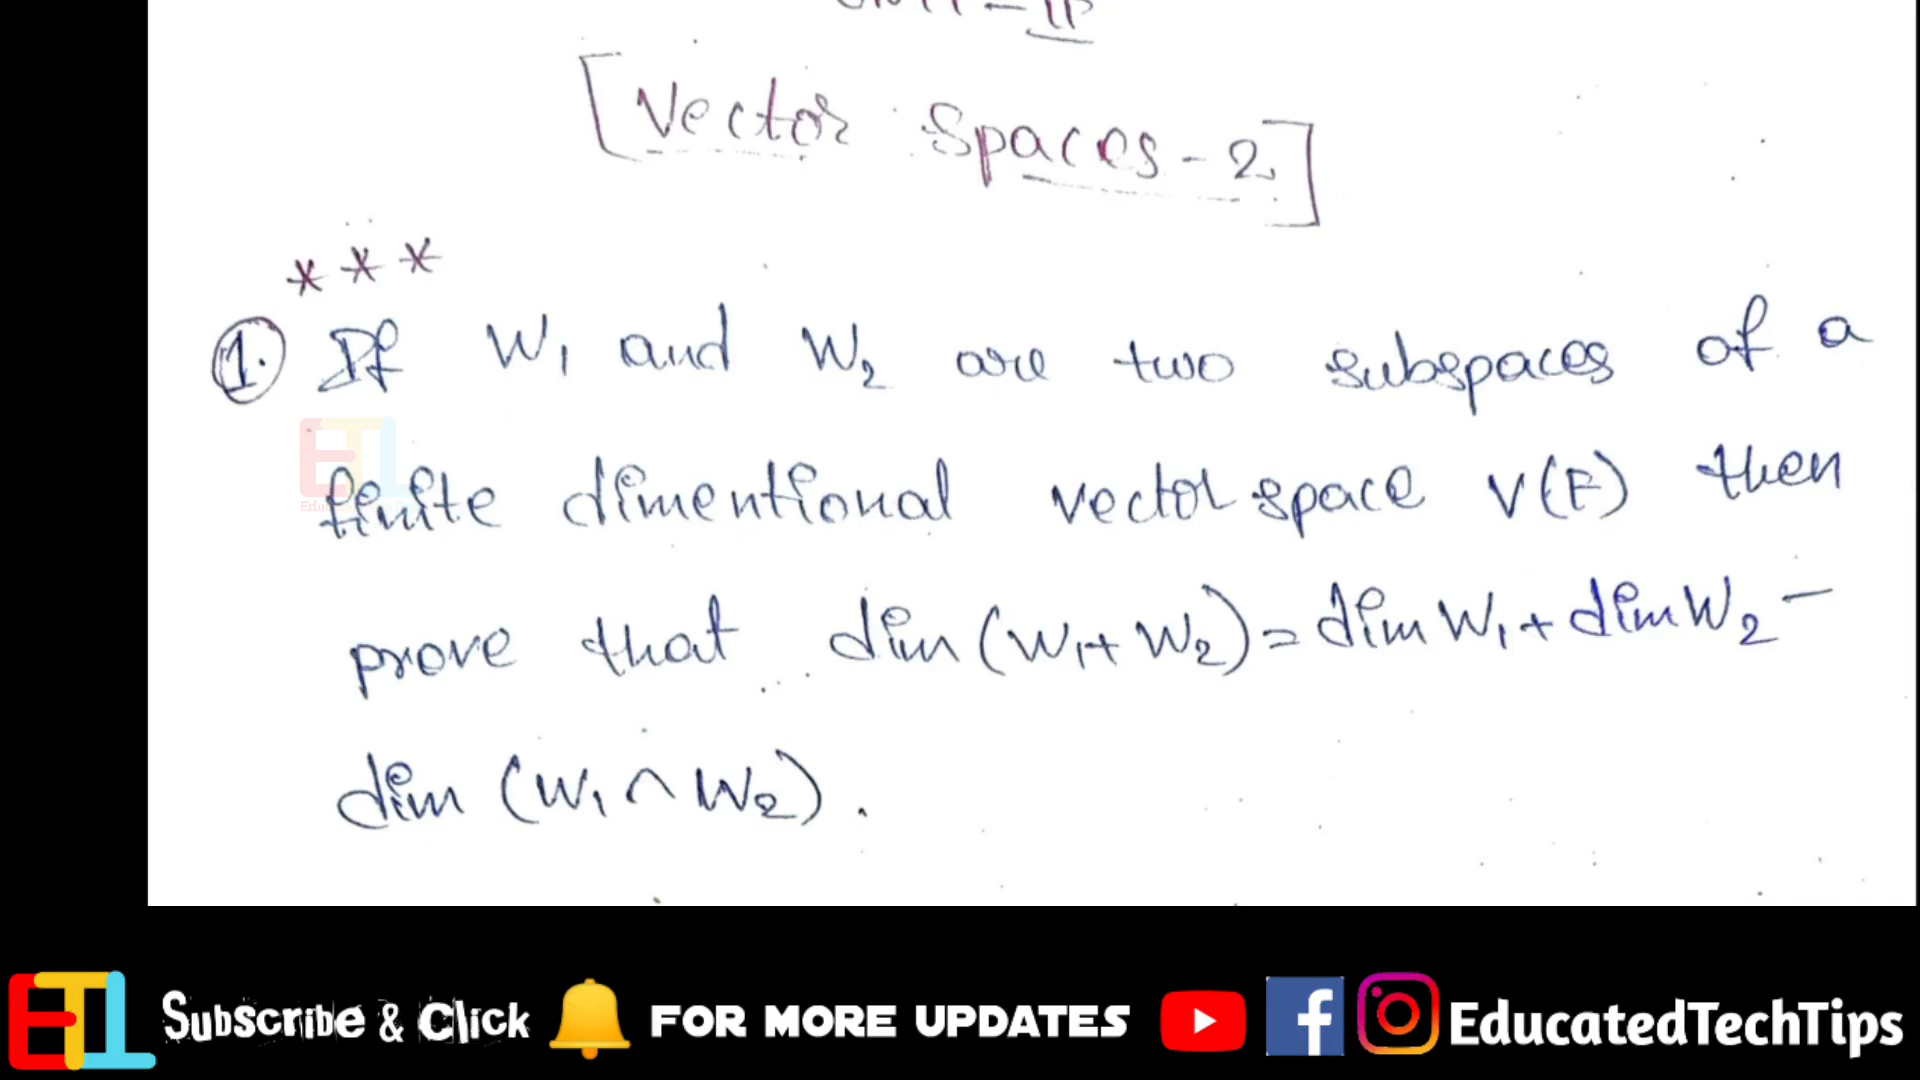 [Vector Spaces - 2]
***
1. If W₁ and W₂ are two subspaces of a
finite dimentional vector space V(F) then
prove that dim (W₁+W₂) = dim W₁ + dim W₂ -
dim (W₁ ∩ W₂).
ETL
Subscribe & Click FOR MORE UPDATES f EducatedTechTips